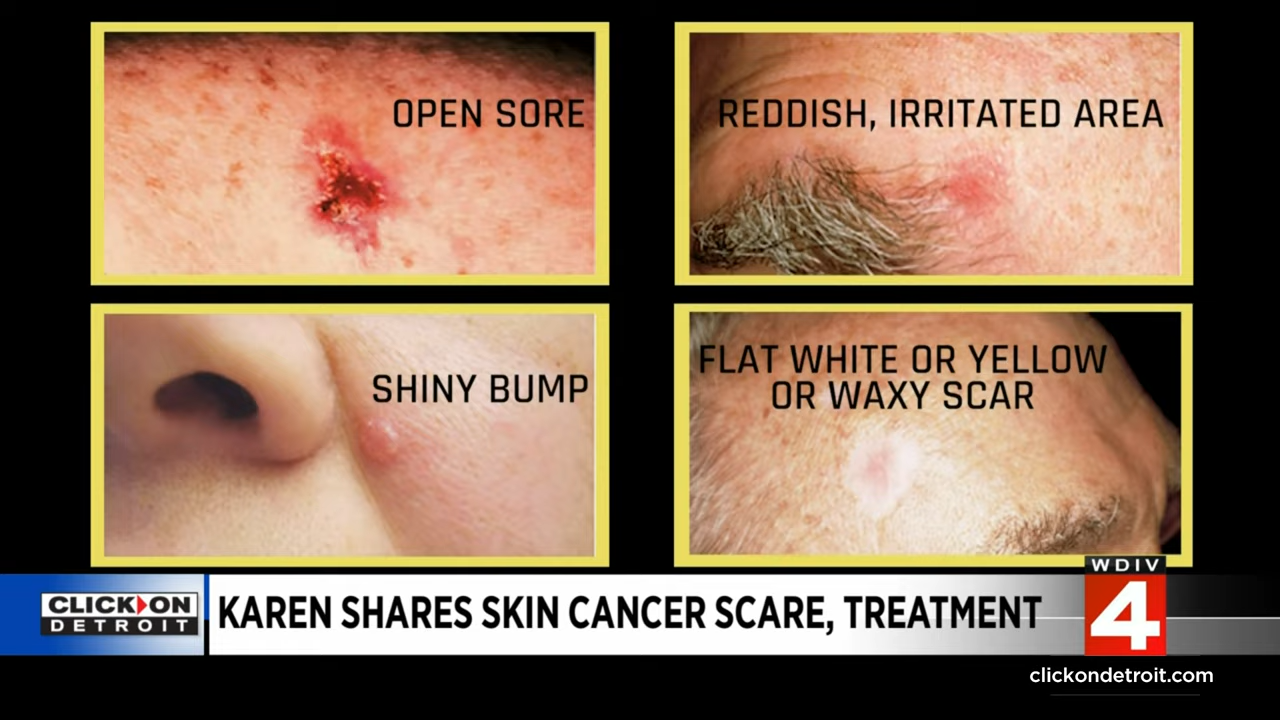 OPEN SORE
REDDISH, IRRITATED AREA
SHINY BUMP
FLAT WHITE OR YELLOW
OR WAXY SCAR
CLICK ON
DETROIT
KAREN SHARES SKIN CANCER SCARE, TREATMENT
WDIV
4
clickondetroit.com